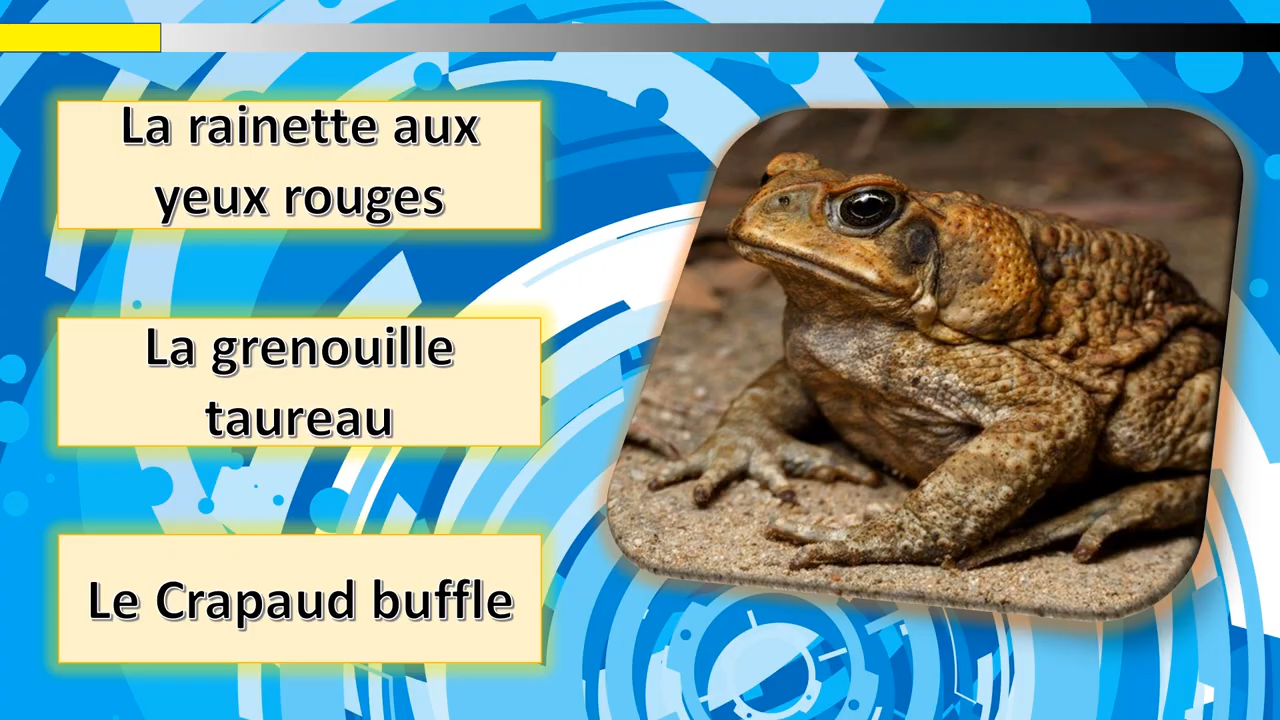 La rainette aux
yeux rouges
La grenouille
taureau
Le Crapaud buffle